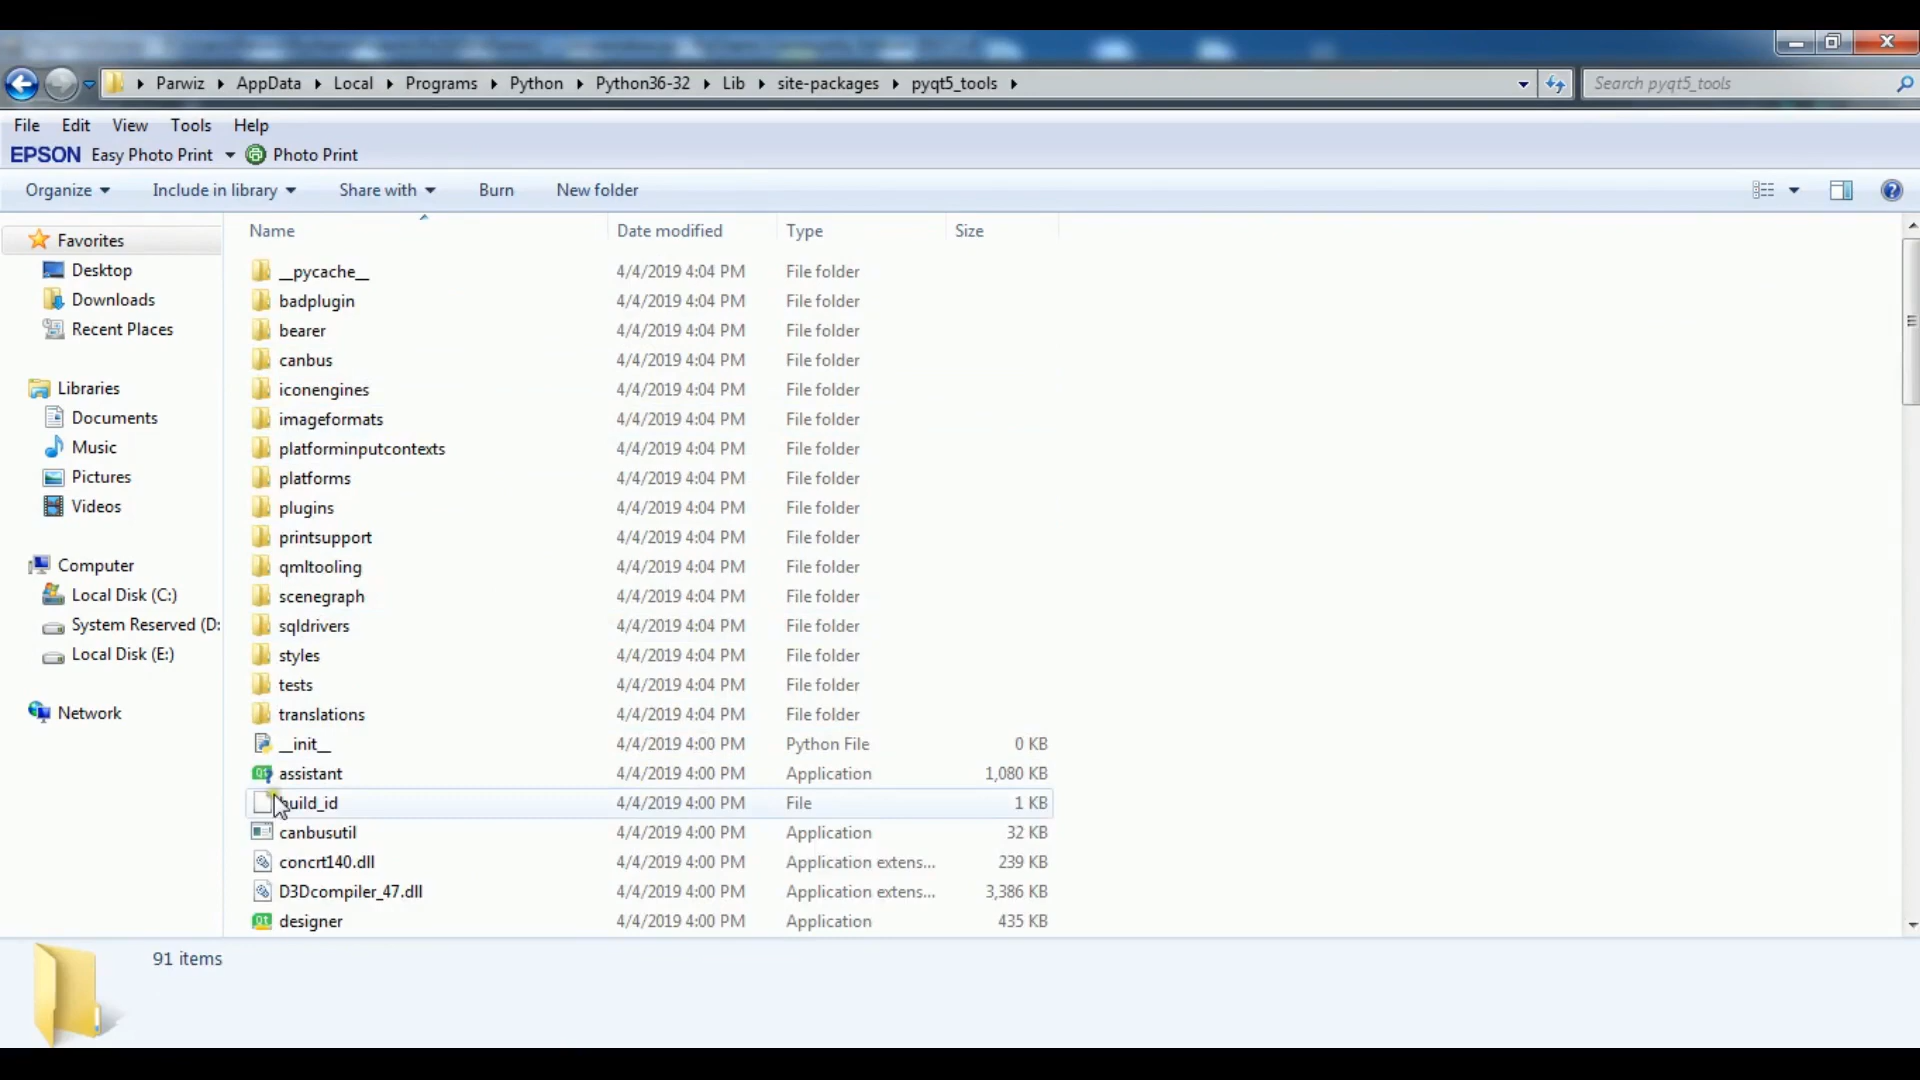 Parwiz AppData Local Programs Python Python36-32 Lib site-packages pyqt5_tools Search pyqt5_tools
File Edit View Tools Help
EPSON Easy Photo Print Photo Print
Organize Include in library Share with Burn New folder
Favorites
Desktop
Downloads
Recent Places
Libraries
Documents
Music
Pictures
Videos
Computer
Local Disk (C:)
System Reserved (D:
Local Disk (E:)
Network
Name Date modified Type Size
__pycache__ 4/4/2019 4:04 PM File folder
badplugin 4/4/2019 4:04 PM File folder
bearer 4/4/2019 4:04 PM File folder
canbus 4/4/2019 4:04 PM File folder
iconengines 4/4/2019 4:04 PM File folder
imageformats 4/4/2019 4:04 PM File folder
platforminputcontexts 4/4/2019 4:04 PM File folder
platforms 4/4/2019 4:04 PM File folder
plugins 4/4/2019 4:04 PM File folder
printsupport 4/4/2019 4:04 PM File folder
qmltooling 4/4/2019 4:04 PM File folder
scenegraph 4/4/2019 4:04 PM File folder
sqldrivers 4/4/2019 4:04 PM File folder
styles 4/4/2019 4:04 PM File folder
tests 4/4/2019 4:04 PM File folder
translations 4/4/2019 4:04 PM File folder
__init__ 4/4/2019 4:00 PM Python File 0 KB
assistant 4/4/2019 4:00 PM Application 1,080 KB
build_id 4/4/2019 4:00 PM File 1 KB
canbusutil 4/4/2019 4:00 PM Application 32 KB
concrt140.dll 4/4/2019 4:00 PM Application extens... 239 KB
D3Dcompiler_47.dll 4/4/2019 4:00 PM Application extens... 3,386 KB
designer 4/4/2019 4:00 PM Application 435 KB
91 items